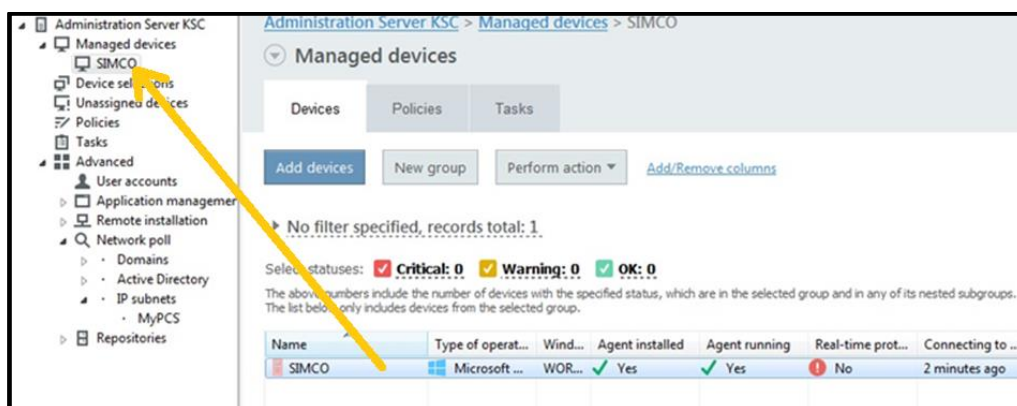 Administration Server KSC
Managed devices
SIMCO
Device selections
Unassigned devices
Policies
Tasks
Advanced
User accounts
Application managemer
Remote installation
Network poll
Domains
Active Directory
IP subnets
MyPCS
Repositories
Administration Server KSC > Managed devices > SIMCO
Managed devices
Devices Policies Tasks
Add devices New group Perform action Add/Remove columns
No filter specified, records total: 1
Select statuses: Critical: 0 Warning: 0 OK: 0
The above numbers include the number of devices with the specified status, which are in the selected group and in any of its nested subgroups.
The list below only includes devices from the selected group.
Name Type of operat... Wind... Agent installed Agent running Real-time prot... Connecting to ...
SIMCO Microsoft ... WOR... Yes Yes No 2 minutes ago